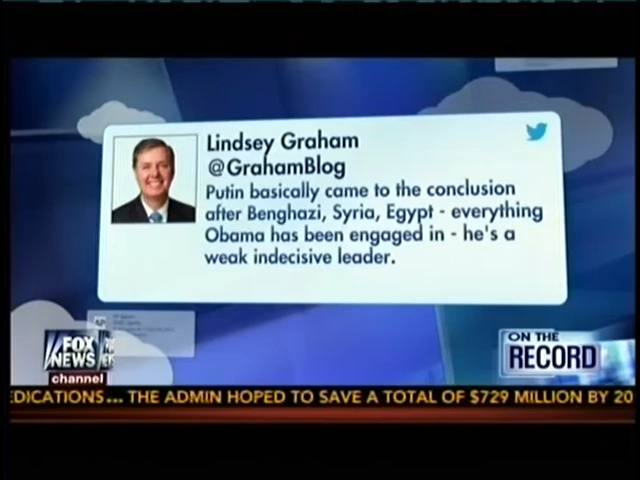 Lindsey Graham
@GrahamBlog
Putin basically came to the conclusion
after Benghazi, Syria, Egypt - everything
Obama has been engaged in - he's a
weak indecisive leader.
FOX
NEWS
channel
ON THE
RECORD
EDICATIONS... THE ADMIN HOPED TO SAVE A TOTAL OF $729 MILLION BY 20